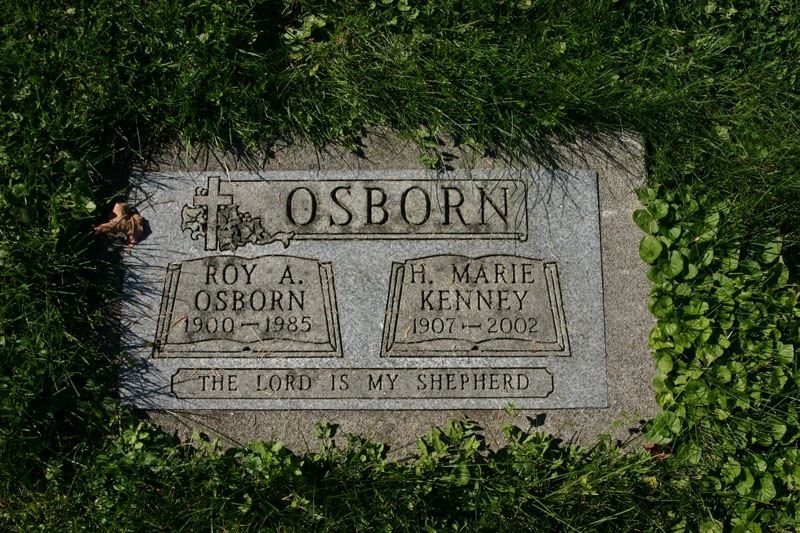 OSBORN
ROY A.
OSBORN
1900 — 1985
H. MARIE
KENNEY
1907 — 2002
THE LORD IS MY SHEPHERD